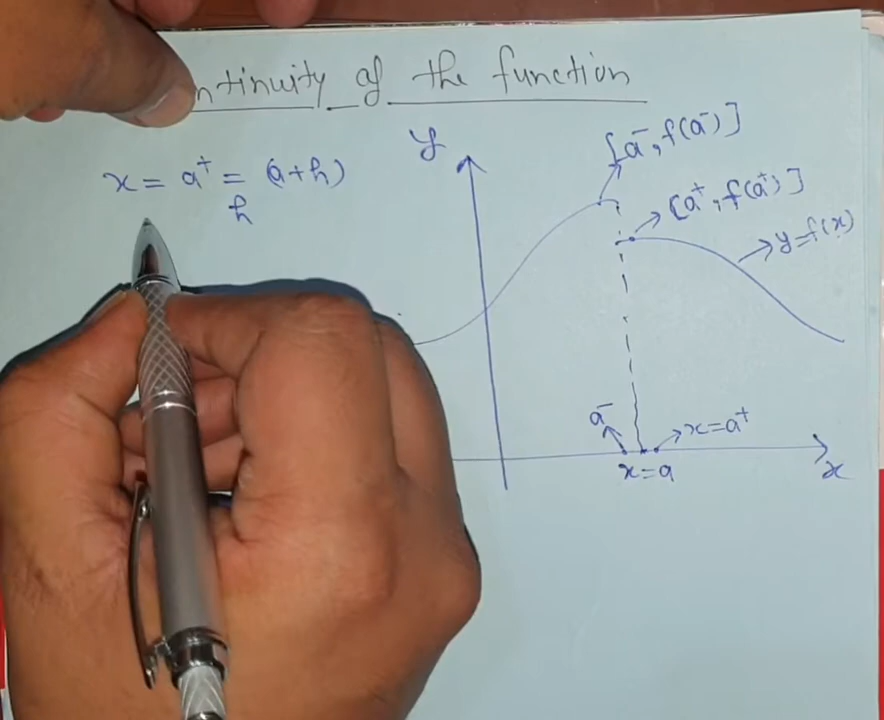 ntinuity of the function
x = a⁺ = (a+h)
h
y
[a⁻, f(a⁻)]
[a⁺, f(a⁺)]
y=f(x)
a⁻
x=a⁺
x=a
x